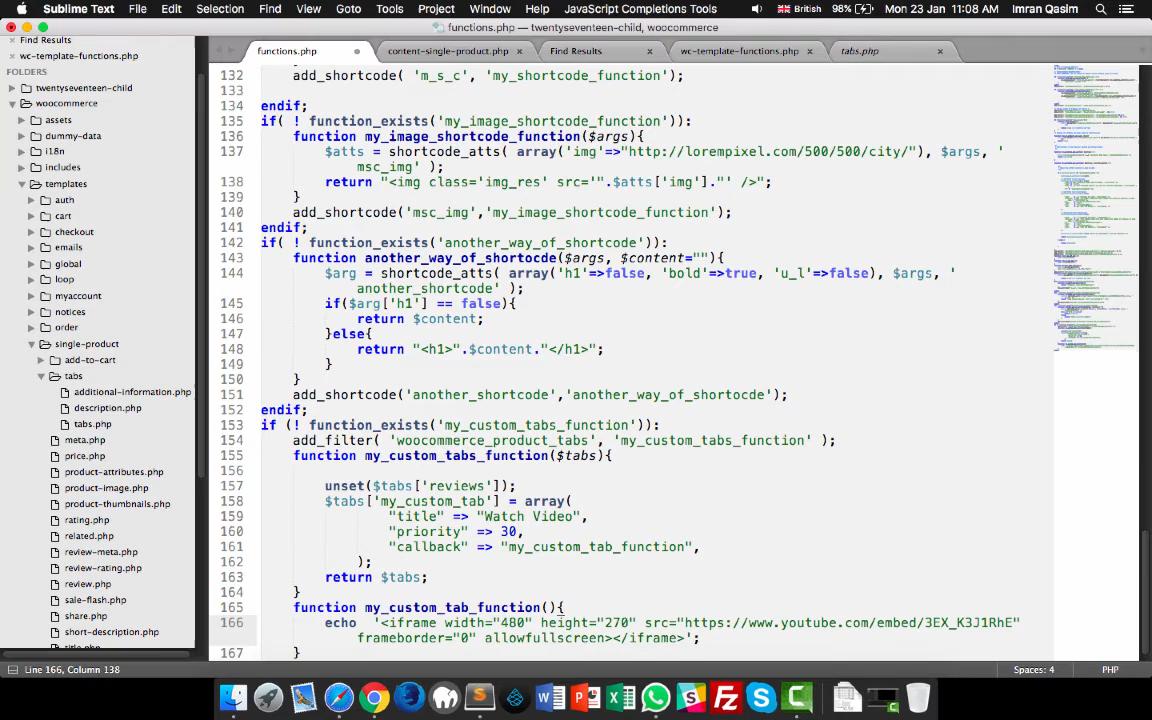 Sublime Text File Edit Selection Find View Goto Tools Project Window Help JavaScript Completions Tools British 98% Mon 23 Jan 11:08 AM Imran Qasim
functions.php — twentyseventeen-child, woocommerce
Find Results
wc-template-functions.php
FOLDERS
twentyseventeen-child
woocommerce
assets
dummy-data
i18n
includes
templates
auth
cart
checkout
emails
global
loop
myaccount
notices
order
single-product
add-to-cart
tabs
additional-information.php
description.php
tabs.php
meta.php
price.php
product-attributes.php
product-image.php
product-thumbnails.php
rating.php
related.php
review-meta.php
review-rating.php
review.php
sale-flash.php
share.php
short-description.php
title.php
functions.php content-single-product.php Find Results wc-template-functions.php tabs.php
132 add_shortcode( 'm_s_c', 'my_shortcode_function');
133
134 endif;
135 if( ! function_exists('my_image_shortcode_function')):
136 function my_image_shortcode_function($args){
137 $atts = shortcode_atts( array('img'=>"http://lorempixel.com/500/500/city/"), $args, '
msc_img' );
138 return "<img class='img_res' src='".$atts['img']."' />";
139 }
140 add_shortcode('msc_img','my_image_shortcode_function');
141 endif;
142 if( ! function_exists('another_way_of_shortcode')):
143 function another_way_of_shortocde($args, $content=""){
144 $arg = shortcode_atts( array('h1'=>false, 'bold'=>true, 'u_l'=>false), $args, '
another_shortcode' );
145 if($arg['h1'] == false){
146 return $content;
147 }else{
148 return "<h1>".$content."</h1>";
149 }
150 }
151 add_shortcode('another_shortcode','another_way_of_shortocde');
152 endif;
153 if (! function_exists('my_custom_tabs_function')):
154 add_filter( 'woocommerce_product_tabs', 'my_custom_tabs_function' );
155 function my_custom_tabs_function($tabs){
156
157 unset($tabs['reviews']);
158 $tabs['my_custom_tab'] = array(
159 "title" => "Watch Video",
160 "priority" => 30,
161 "callback" => "my_custom_tab_function",
162 );
163 return $tabs;
164 }
165 function my_custom_tab_function(){
166 echo '<iframe width="480" height="270" src="https://www.youtube.com/embed/3EX_K3J1RhE"
frameborder="0" allowfullscreen></iframe>';
167 }
Line 166, Column 138 Spaces: 4 PHP